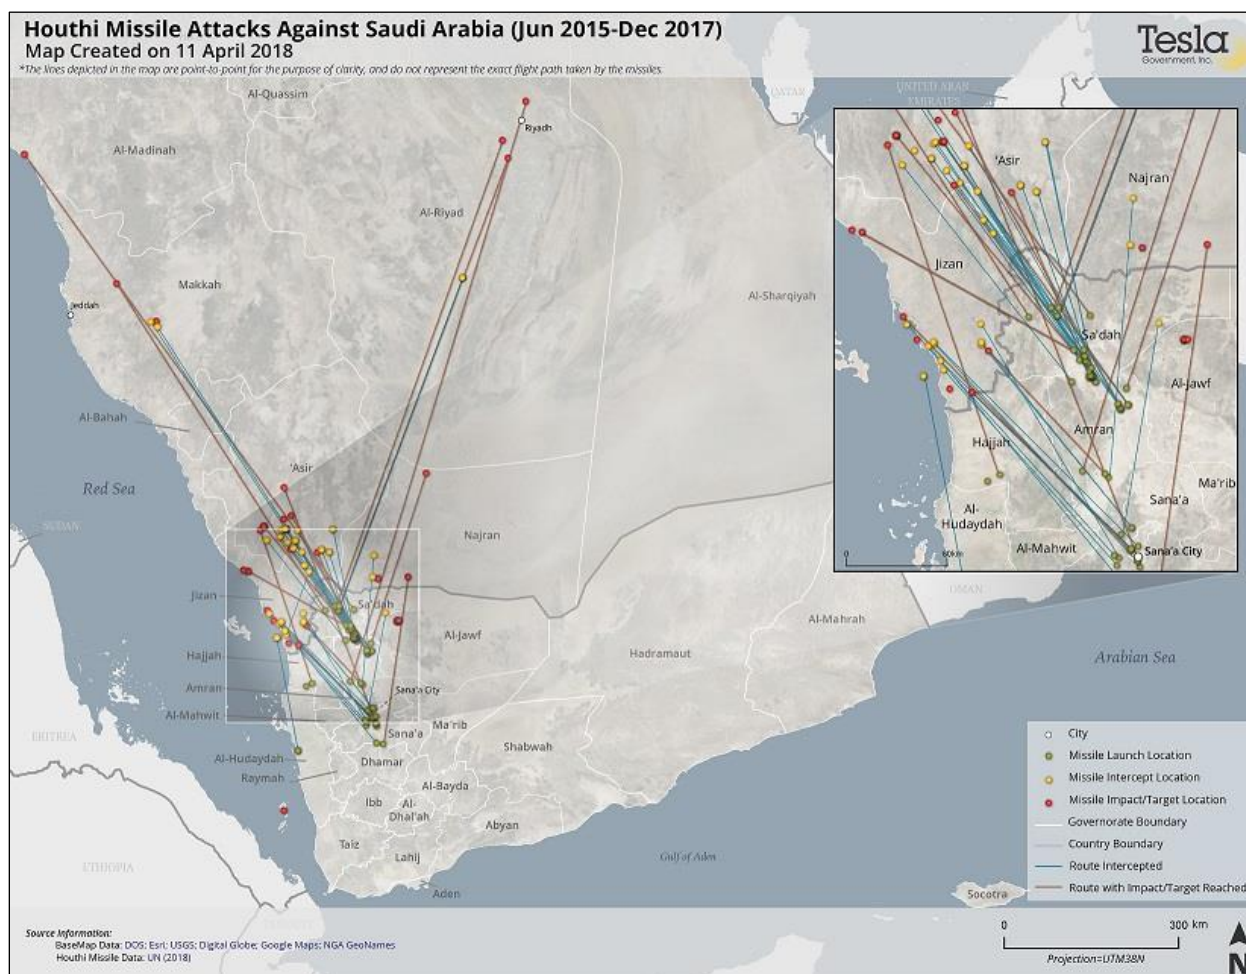 Houthi Missile Attacks Against Saudi Arabia (Jun 2015-Dec 2017)
Map Created on 11 April 2018
*The lines depicted in the map are point-to-point for the purpose of clarity, and do not represent the exact flight path taken by the missiles.
Tesla
Government Inc.
Al-Quassim
QATAR
UNITED ARAB
EMIRATES
Riyadh
Al-Madinah
Al-Riyad
Makkah
Jeddah
Al-Sharqiyah
Al-Bahah
'Asir
Red Sea
SUDAN
Najran
Jizan
Sa'dah
Al-Jawf
Al-Mahrah
OMAN
Hajjah
Hadramaut
Arabian Sea
Amran
Sana'a City
Al-Mahwit
Ma'rib
Sana'a
ERITREA
Shabwah
Al-Hudaydah
Dhamar
Raymah
Al-Bayda
Ibb
Al-
Dhal'ah
Abyan
Taiz
Lahij
Gulf of Aden
ETHIOPIA
Aden
Socotra
'Asir
Najran
Jizan
Sa'dah
Al-Jawf
Amran
Hajjah
Ma'rib
Sana'a
Al-
Hudaydah
Al-Mahwit
Sana'a City
0 60km
City
Missile Launch Location
Missile Intercept Location
Missile Impact/Target Location
Governorate Boundary
Country Boundary
Route Intercepted
Route with Impact/Target Reached
0 300 km
Projection=UTM38N
N
Source Information:
BaseMap Data: DOS; Esri; USGS; Digital Globe; Google Maps; NGA GeoNames
Houthi Missile Data: UN (2018)